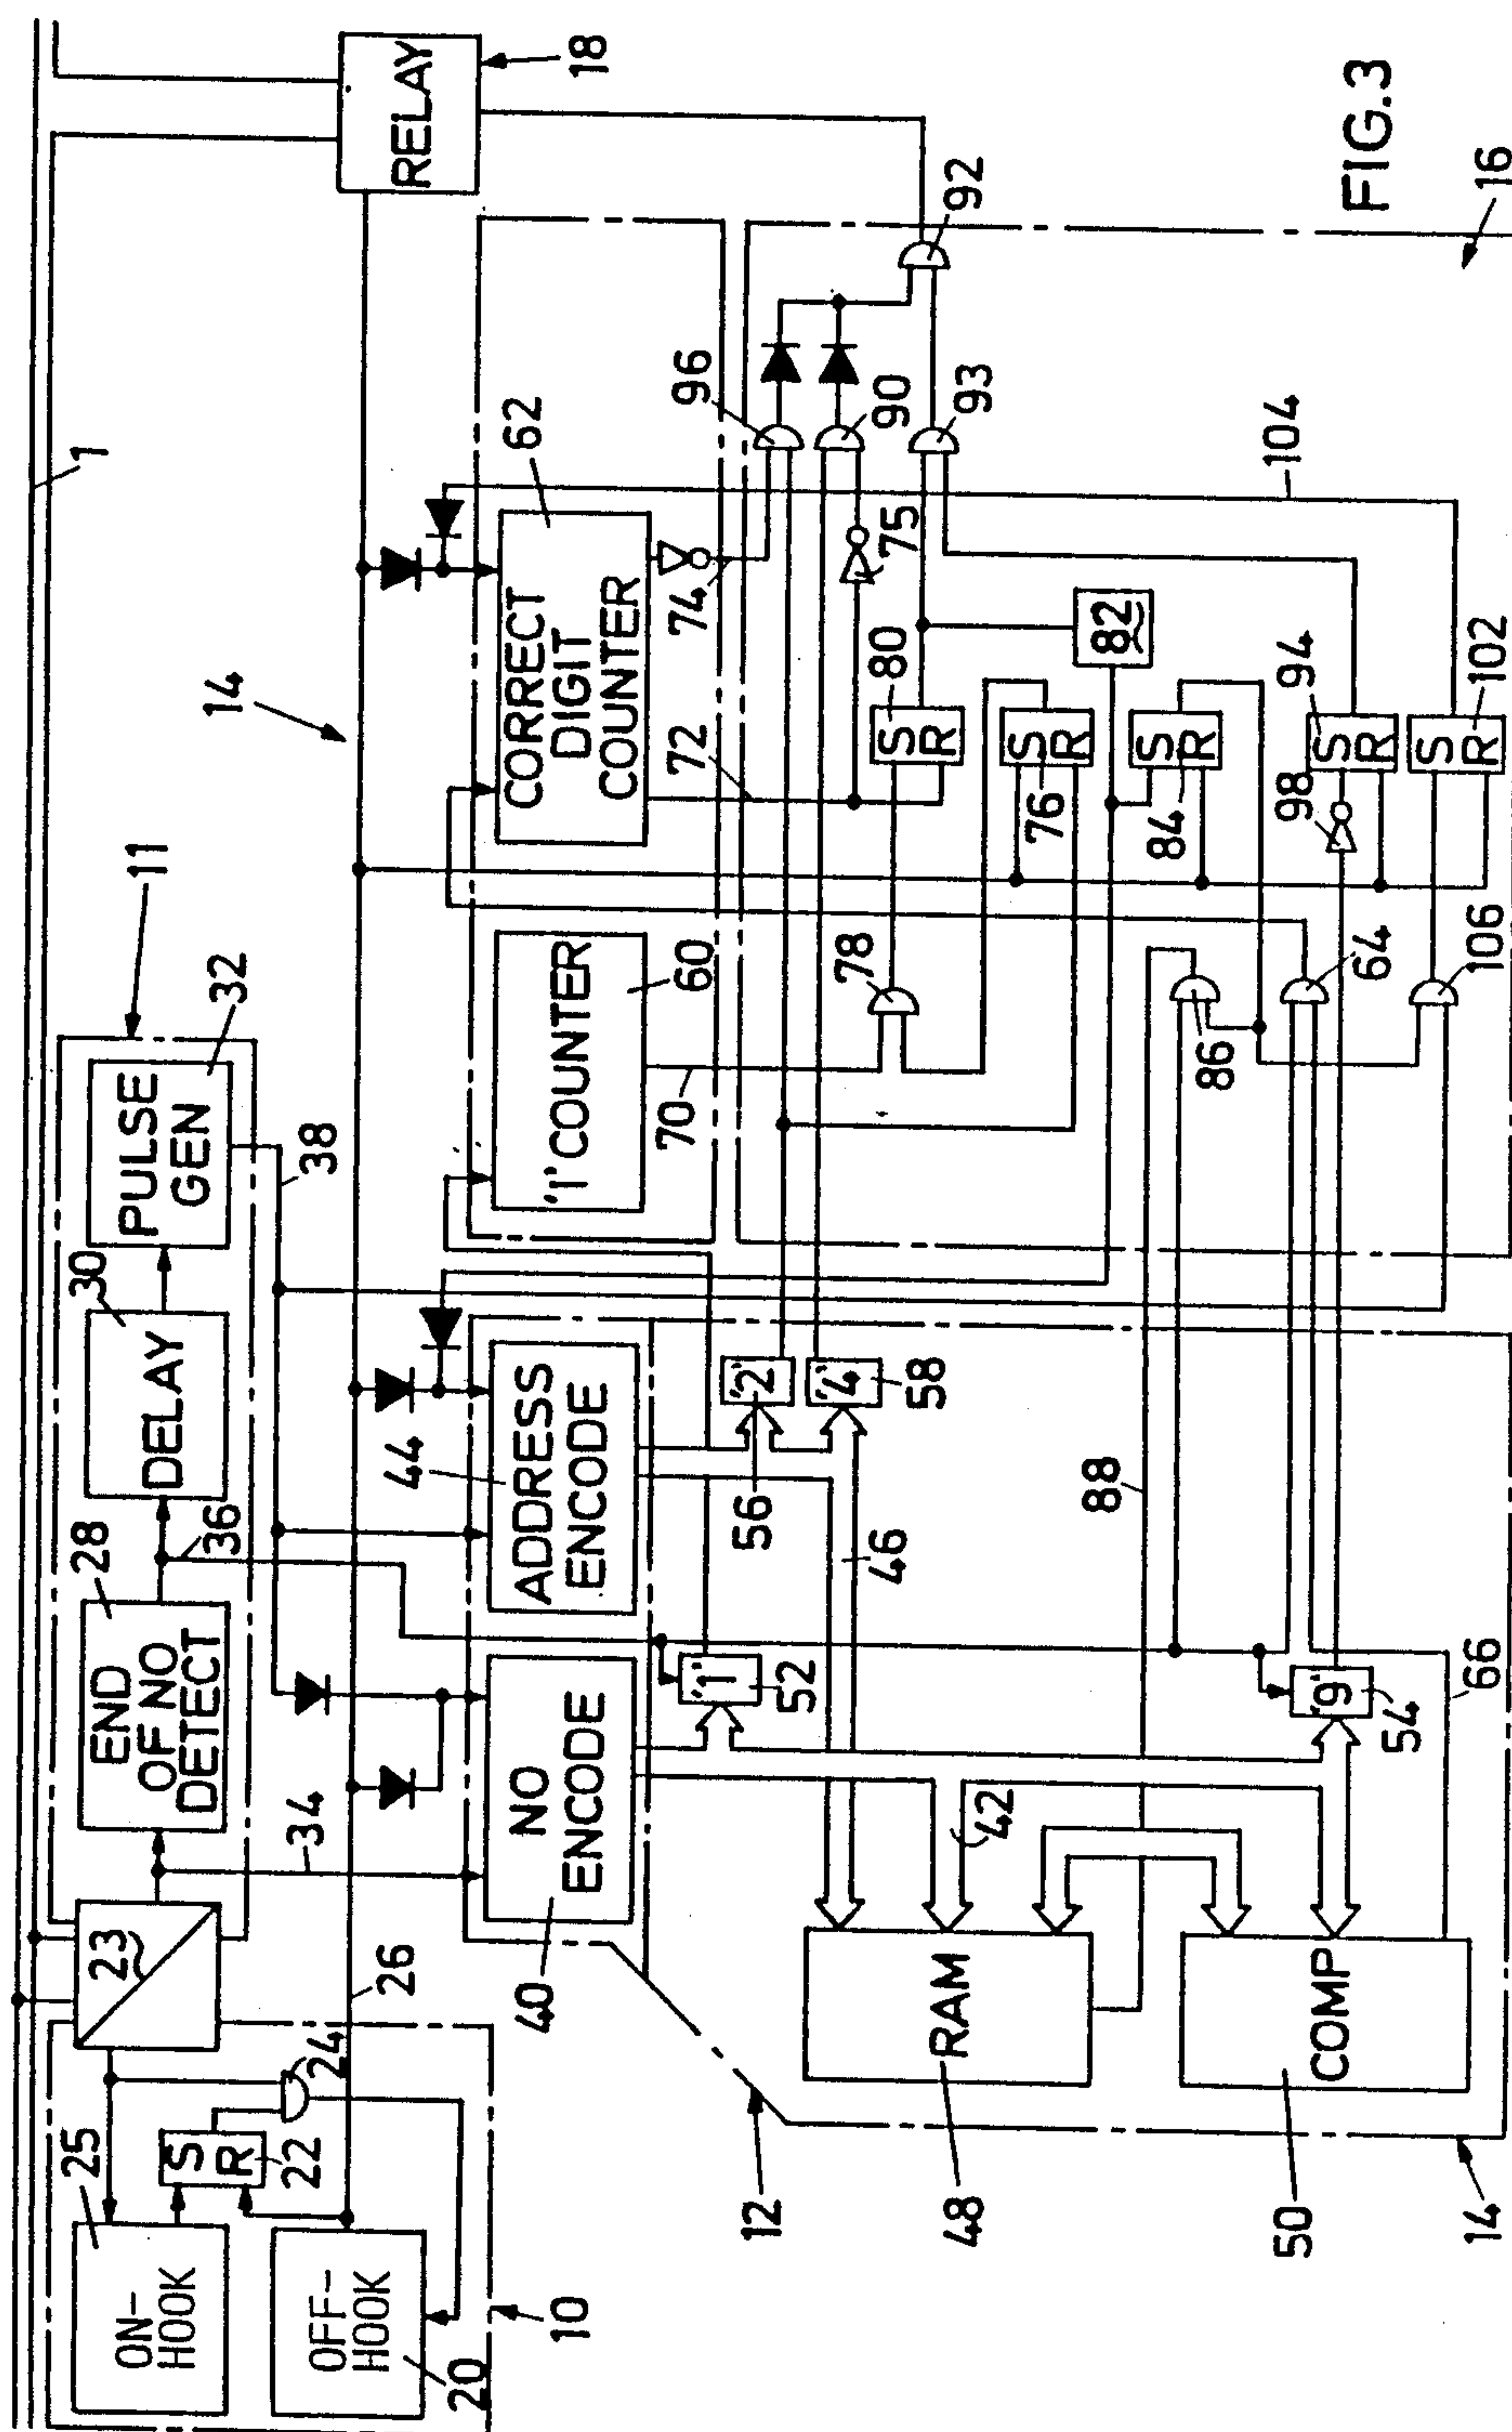 1
11
RELAY
18
25
ON-
HOOK
23
END
OF NO
DETECT
28
DELAY
30
PULSE
GEN
32
S
R
22
24
34
36
38
OFF-
HOOK
20
26
10
14
NO
ENCODE
40
ADDRESS
ENCODE
44
'1' COUNTER
60
CORRECT
DIGIT
COUNTER
62
'1'
52
'2'
56
'4'
58
70
72
74
96
90
75
92
93
12
46
42
78
S
R
80
S
R
76
82
S
R
84
RAM
48
88
86
64
98
S
R
94
104
COMP
50
'9'
54
66
106
S
R
102
14
16
FIG.3